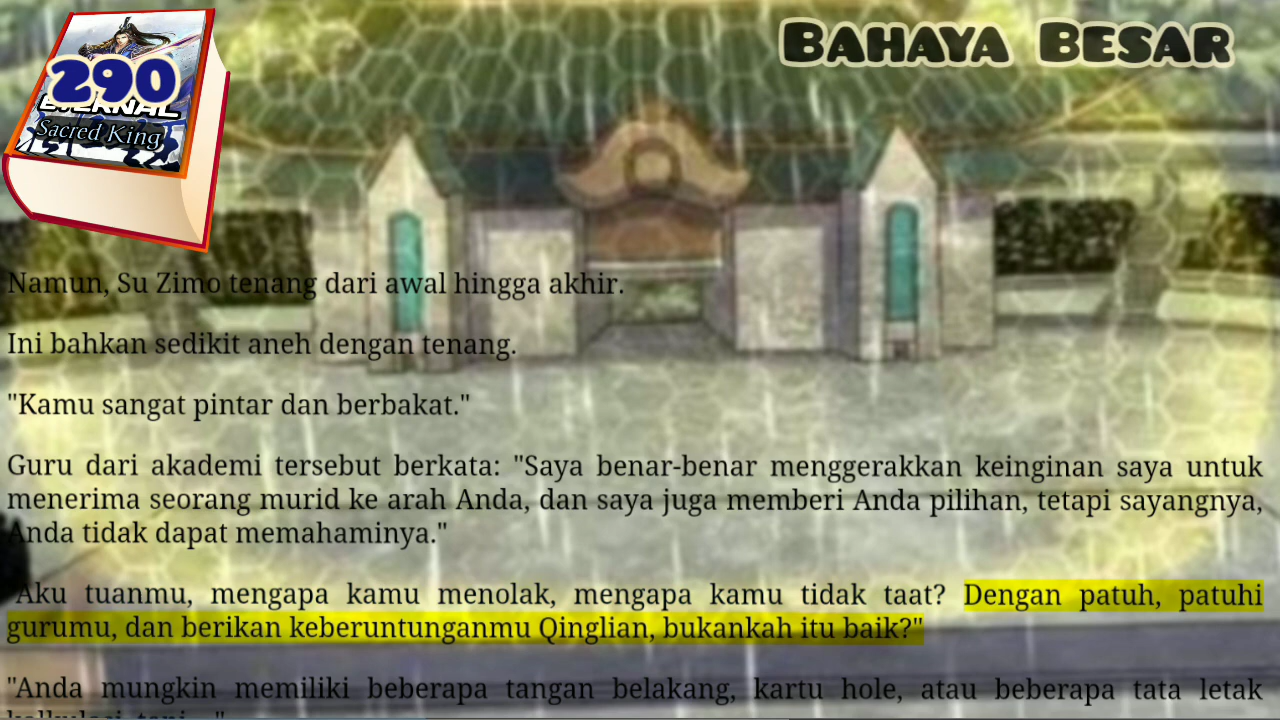 Bahaya Besar
290
ETERNAL
Sacred King
Namun, Su Zimo tenang dari awal hingga akhir.
Ini bahkan sedikit aneh dengan tenang.
"Kamu sangat pintar dan berbakat."
Guru dari akademi tersebut berkata: "Saya benar-benar menggerakkan keinginan saya untuk
menerima seorang murid ke arah Anda, dan saya juga memberi Anda pilihan, tetapi sayangnya,
Anda tidak dapat memahaminya."
"Aku tuanmu, mengapa kamu menolak, mengapa kamu tidak taat? Dengan patuh, patuhi
gurumu, dan berikan keberuntunganmu Qinglian, bukankah itu baik?"
"Anda mungkin memiliki beberapa tangan belakang, kartu hole, atau beberapa tata letak